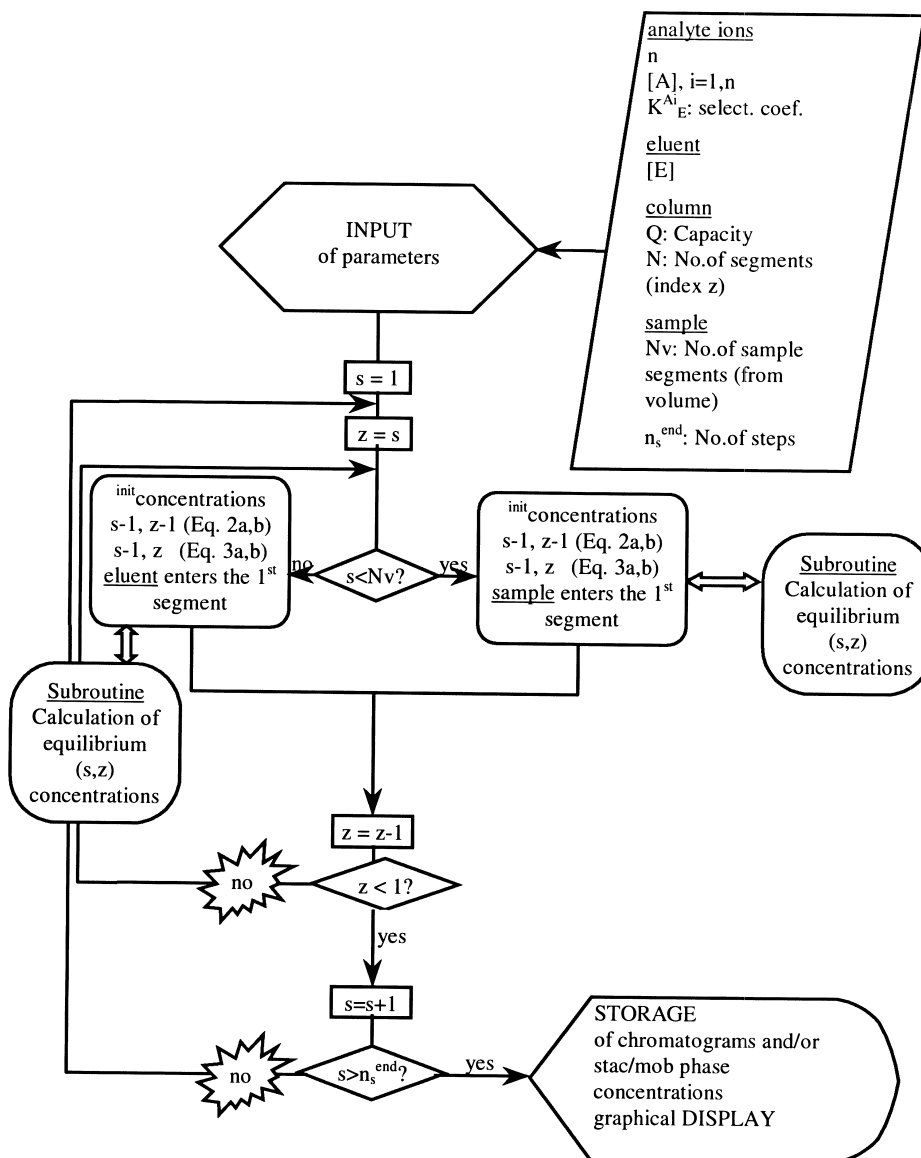 analyte ions
n
[A], i=1,n
K^Ai_E: select. coef.
eluent
[E]
column
Q: Capacity
N: No.of segments
(index z)
sample
Nv: No.of sample
segments (from
volume)
n_s^end: No.of steps
INPUT
of parameters
s = 1
z = s
^init concentrations
s-1, z-1 (Eq. 2a,b)
s-1, z (Eq. 3a,b)
eluent enters the 1^st
segment
no
s<Nv?
yes
^init concentrations
s-1, z-1 (Eq. 2a,b)
s-1, z (Eq. 3a,b)
sample enters the 1^st
segment
Subroutine
Calculation of
equilibrium
(s,z)
concentrations
Subroutine
Calculation of
equilibrium
(s,z)
concentrations
z = z-1
no
z < 1?
yes
s=s+1
no
s>n_s^end?
yes
STORAGE
of chromatograms and/or
stac/mob phase
concentrations
graphical DISPLAY